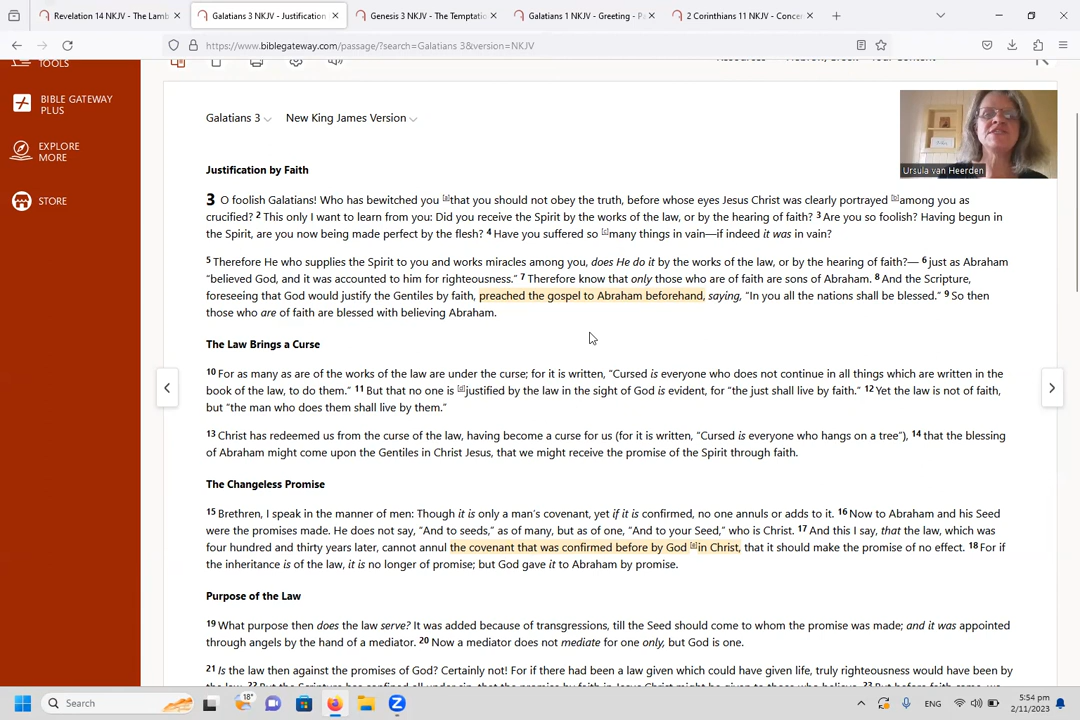 Revelation 14 NKJV - The Lamb
Galatians 3 NKJV - Justification
Genesis 3 NKJV - The Temptatio
Galatians 1 NKJV - Greeting - Pa
2 Corinthians 11 NKJV - Concer
https://www.biblegateway.com/passage/?search=Galatians 3&version=NKJV
TOOLS
BIBLE GATEWAY
PLUS
EXPLORE
MORE
STORE
Galatians 3
New King James Version
Ursula van Heerden
Justification by Faith
3 O foolish Galatians! Who has bewitched you [a]that you should not obey the truth, before whose eyes Jesus Christ was clearly portrayed [b]among you as
crucified? 2 This only I want to learn from you: Did you receive the Spirit by the works of the law, or by the hearing of faith? 3 Are you so foolish? Having begun in
the Spirit, are you now being made perfect by the flesh? 4 Have you suffered so [c]many things in vain—if indeed it was in vain?
5 Therefore He who supplies the Spirit to you and works miracles among you, does He do it by the works of the law, or by the hearing of faith?— 6 just as Abraham
“believed God, and it was accounted to him for righteousness.” 7 Therefore know that only those who are of faith are sons of Abraham. 8 And the Scripture,
foreseeing that God would justify the Gentiles by faith, preached the gospel to Abraham beforehand, saying, “In you all the nations shall be blessed.” 9 So then
those who are of faith are blessed with believing Abraham.
The Law Brings a Curse
10 For as many as are of the works of the law are under the curse; for it is written, “Cursed is everyone who does not continue in all things which are written in the
book of the law, to do them.” 11 But that no one is [d]justified by the law in the sight of God is evident, for “the just shall live by faith.” 12 Yet the law is not of faith,
but “the man who does them shall live by them.”
13 Christ has redeemed us from the curse of the law, having become a curse for us (for it is written, “Cursed is everyone who hangs on a tree”), 14 that the blessing
of Abraham might come upon the Gentiles in Christ Jesus, that we might receive the promise of the Spirit through faith.
The Changeless Promise
15 Brethren, I speak in the manner of men: Though it is only a man’s covenant, yet if it is confirmed, no one annuls or adds to it. 16 Now to Abraham and his Seed
were the promises made. He does not say, “And to seeds,” as of many, but as of one, “And to your Seed,” who is Christ. 17 And this I say, that the law, which was
four hundred and thirty years later, cannot annul the covenant that was confirmed before by God [e]in Christ, that it should make the promise of no effect. 18 For if
the inheritance is of the law, it is no longer of promise; but God gave it to Abraham by promise.
Purpose of the Law
19 What purpose then does the law serve? It was added because of transgressions, till the Seed should come to whom the promise was made; and it was appointed
through angels by the hand of a mediator. 20 Now a mediator does not mediate for one only, but God is one.
21 Is the law then against the promises of God? Certainly not! For if there had been a law given which could have given life, truly righteousness would have been by
Search
18°
ENG
5:54 pm
2/11/2023